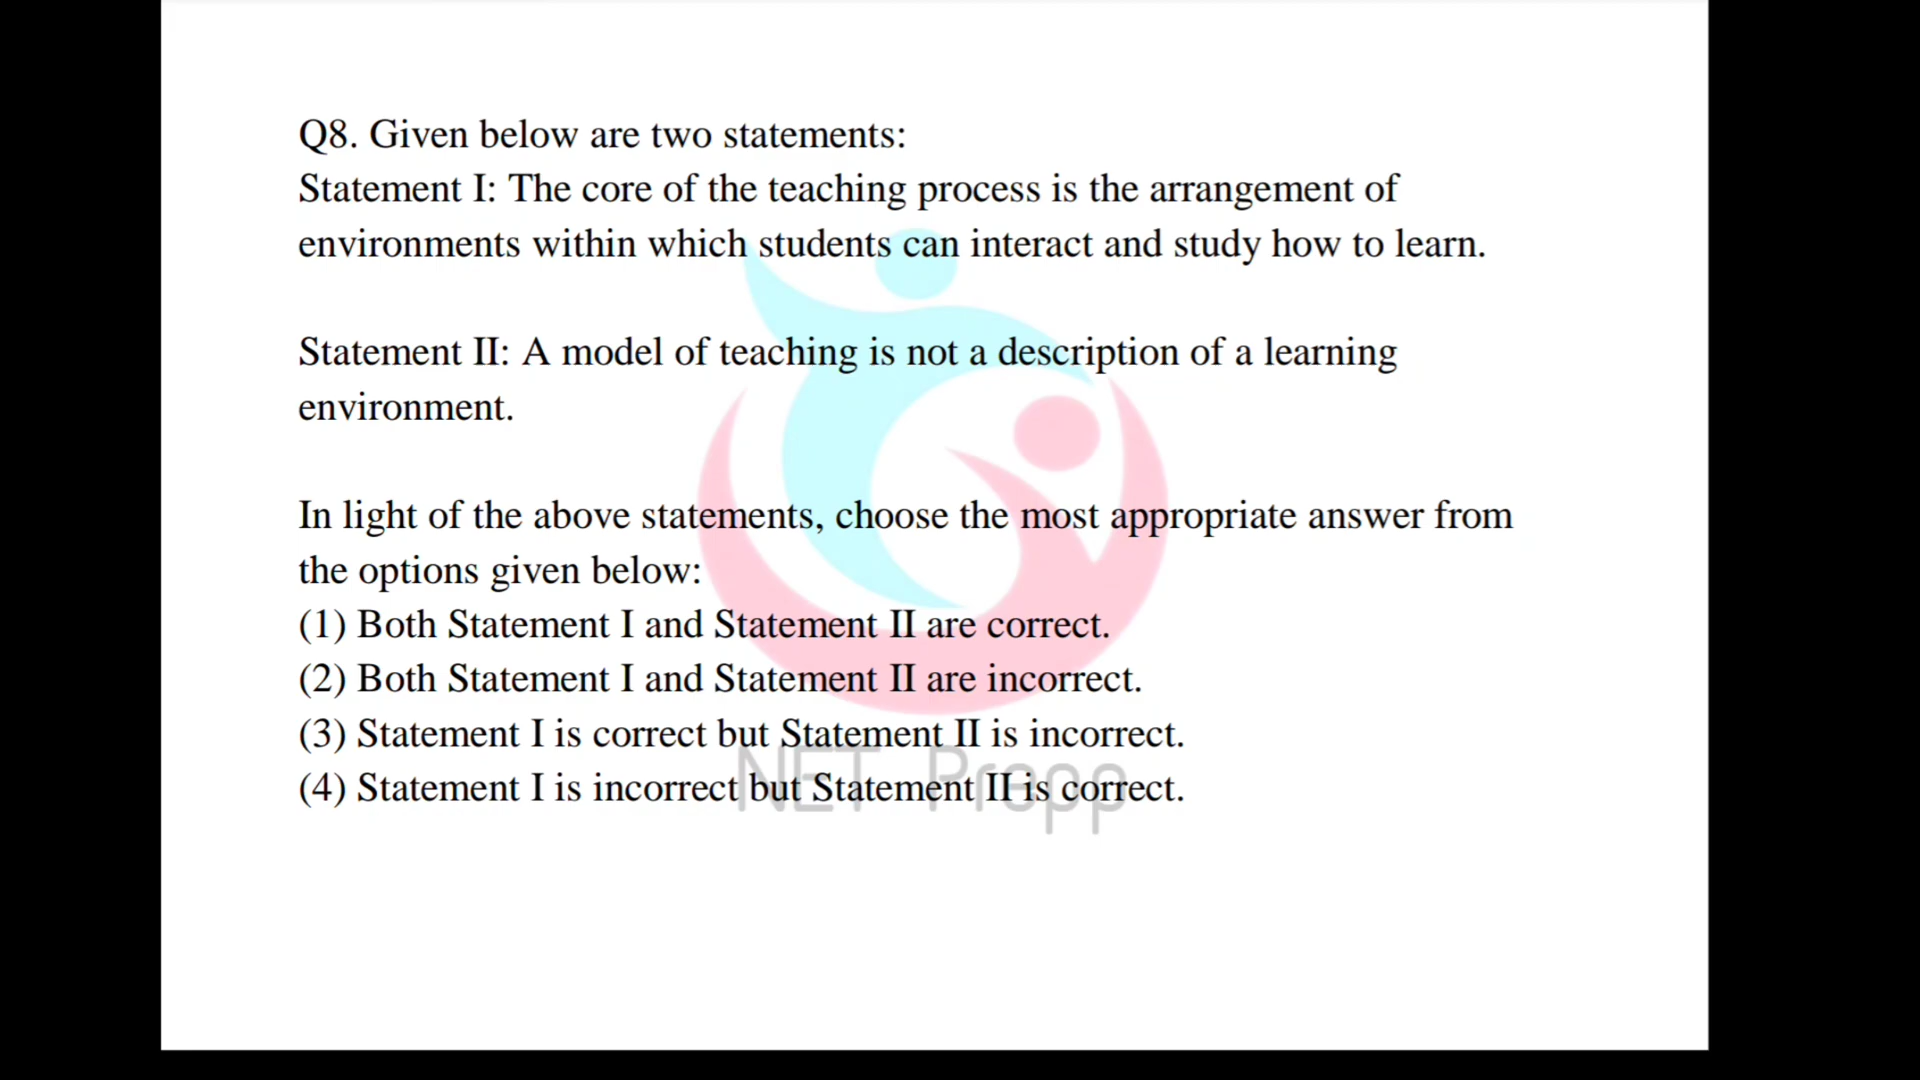 Q8. Given below are two statements:
Statement I: The core of the teaching process is the arrangement of
environments within which students can interact and study how to learn.
Statement II: A model of teaching is not a description of a learning
environment.
In light of the above statements, choose the most appropriate answer from
the options given below:
(1) Both Statement I and Statement II are correct.
(2) Both Statement I and Statement II are incorrect.
(3) Statement I is correct but Statement II is incorrect.
(4) Statement I is incorrect but Statement II is correct.
NET Prepp